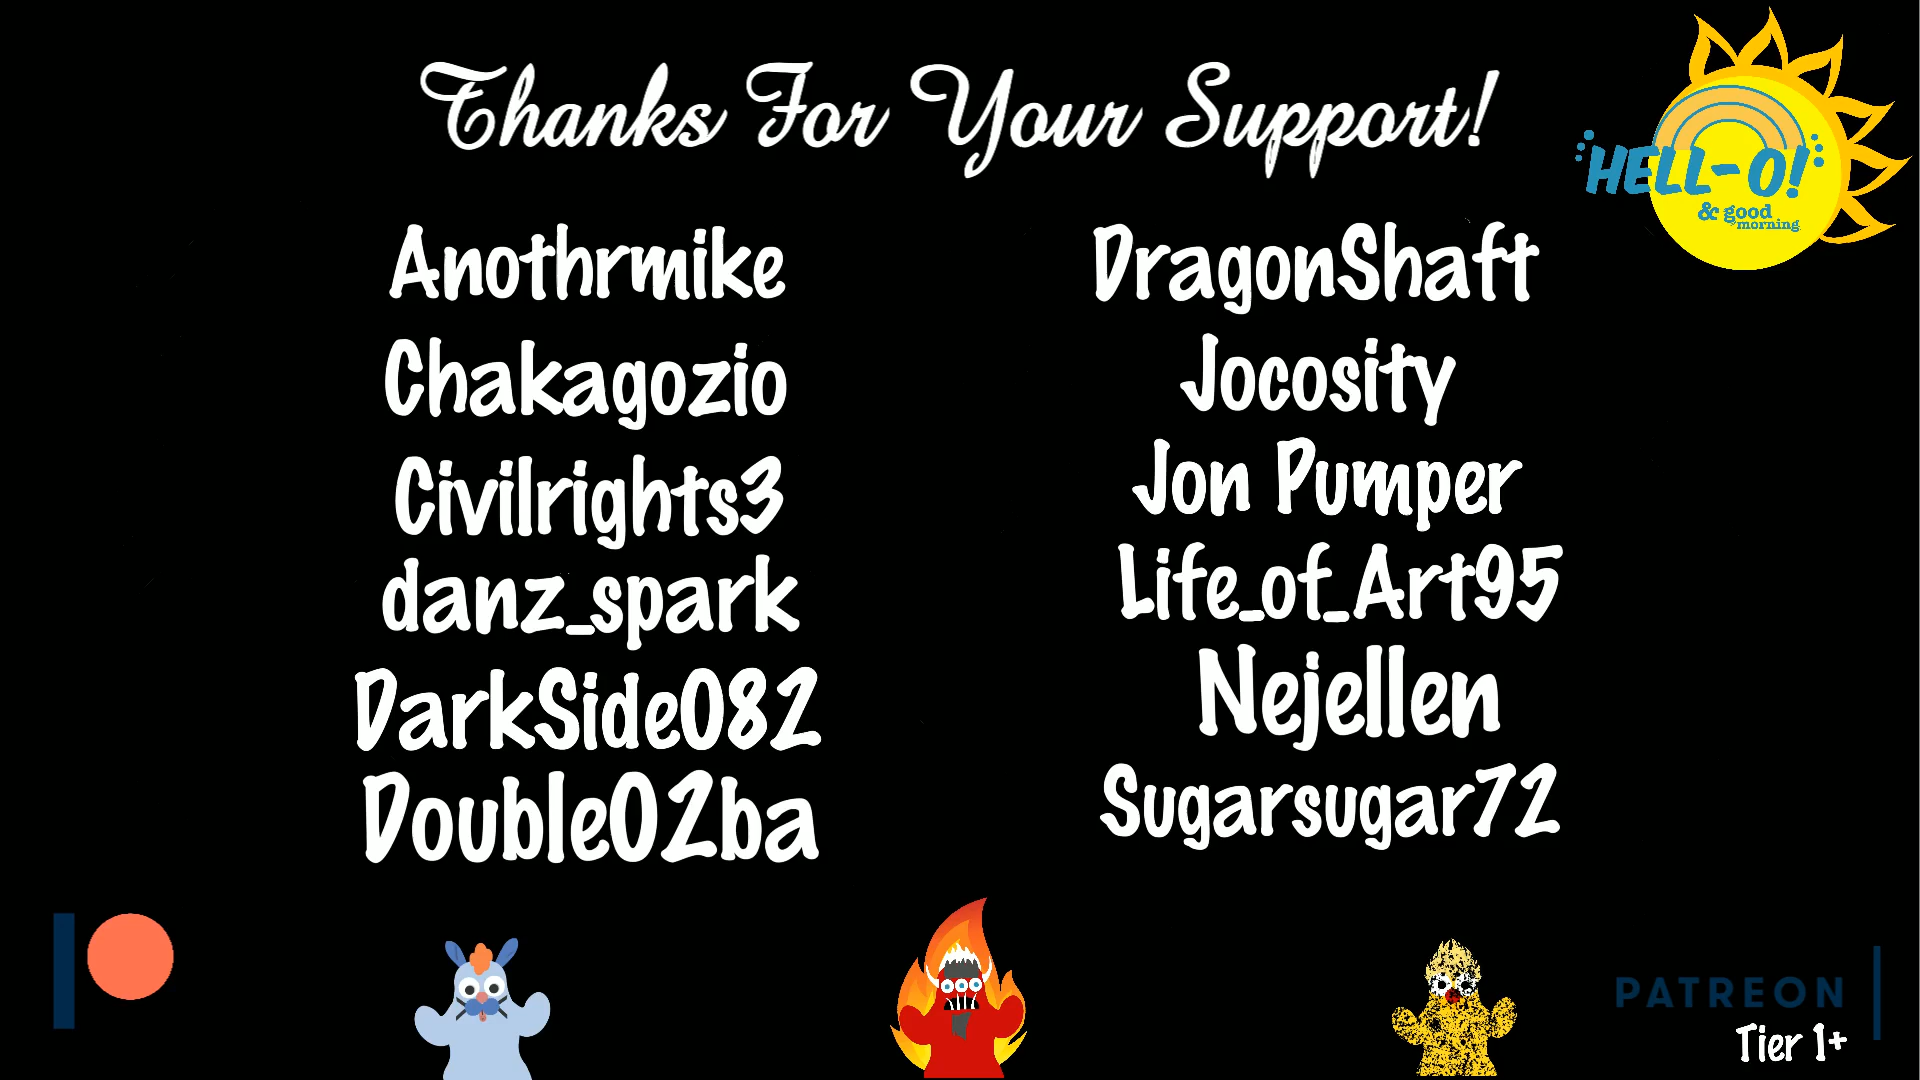 Thanks For Your Support!
HELL-O!
& good
morning
Anothrmike
Chakagozio
Civilrights3
danz_spark
DarkSide082
Double02ba
DragonShaft
Jocosity
Jon Pumper
Life_of_Art95
Nejellen
Sugarsugar72
PATREON
Tier 1+